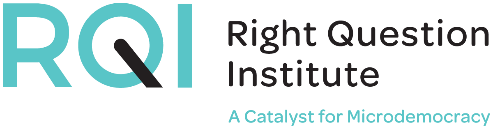 RQI
Right Question
Institute
A Catalyst for Microdemocracy